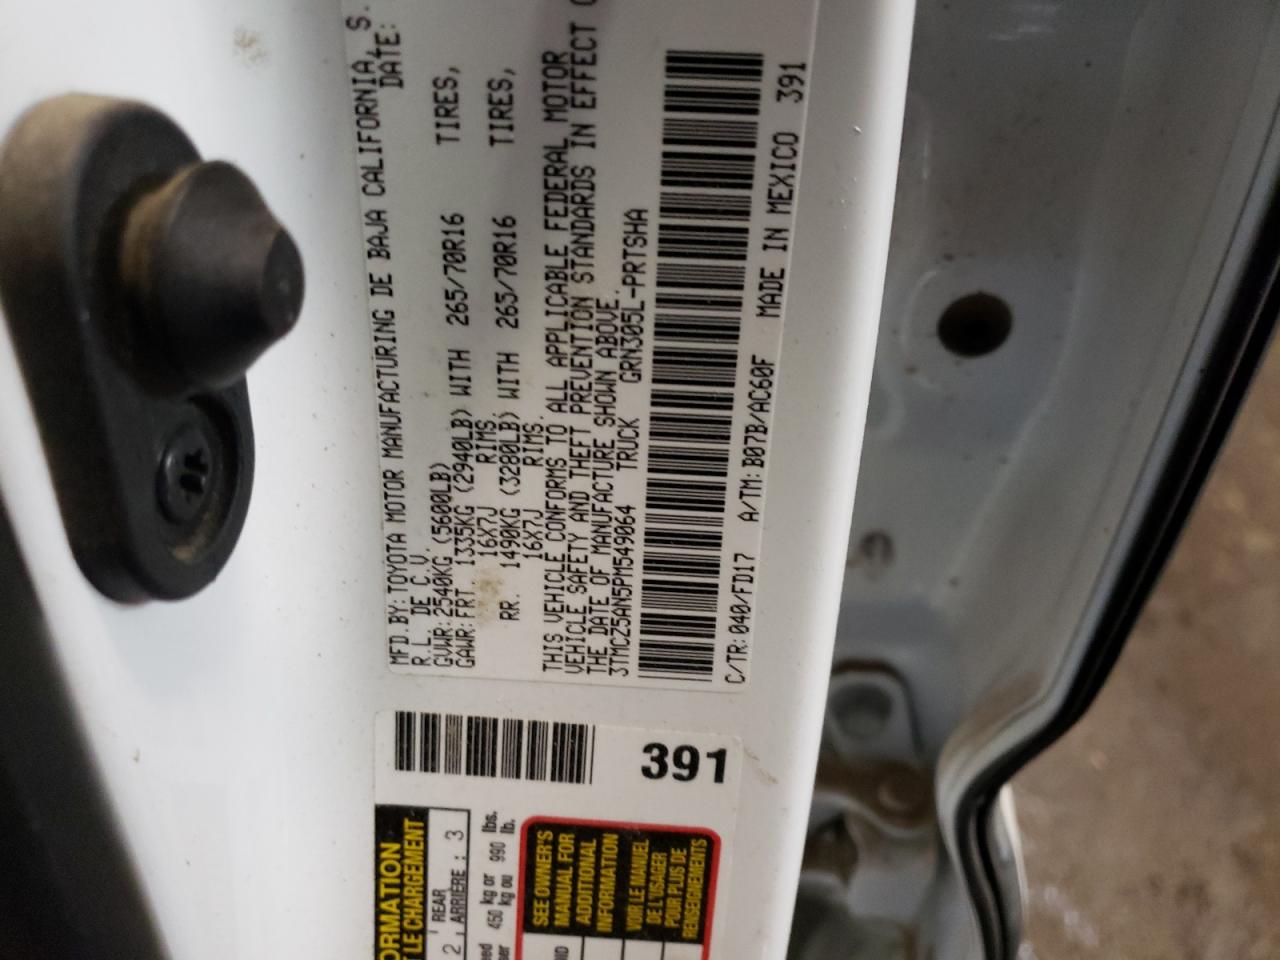 MFD.BY:TOYOTA MOTOR MANUFACTURING DE BAJA CALIFORNIA, S.
R.L. DE C.V. DATE:
GVWR:2540KG (5600LB)
GAWR:FRT. 1335KG (2940LB) WITH 265/70R16 TIRES,
16X7J RIMS.
RR. 1490KG (3280LB) WITH 265/70R16 TIRES,
16X7J RIMS.
THIS VEHICLE CONFORMS TO ALL APPLICABLE FEDERAL MOTOR
VEHICLE SAFETY AND THEFT PREVENTION STANDARDS IN EFFECT
THE DATE OF MANUFACTURE SHOWN ABOVE.
3TMCZ5AN5PM549064 TRUCK GRN305L-PRTSHA
C/TR:040/FD17 A/TM:B07B/AC60F MADE IN MEXICO 391
391
LE CHARGEMENT
2 , REAR
ARRIÈRE : 3
450 kg or 990 lbs.
kg ou lb.
SEE OWNER'S
MANUAL FOR
ADDITIONAL
INFORMATION
VOIR LE MANUEL
DE L'USAGER
POUR PLUS DE
RENSEIGNEMENTS